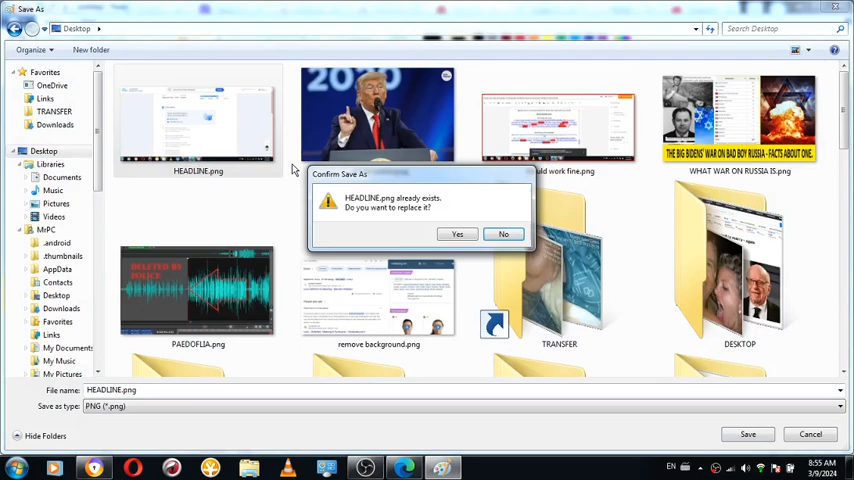 Save As
Desktop
Search Desktop
Organize
New folder
Favorites
OneDrive
Links
TRANSFER
Downloads
Desktop
Libraries
Documents
Music
Pictures
Videos
MrPC
.android
.thumbnails
AppData
Contacts
Desktop
Downloads
Favorites
Links
My Documents
My Music
My Pictures
2020
HEADLINE.png
ould work fine.png
THE BIG BIDENS' WAR ON BAD BOY RUSSIA - FACTS ABOUT ONE.
WHAT WAR ON RUSSIA IS.png
Confirm Save As
HEADLINE.png already exists.
Do you want to replace it?
Yes
No
DELETED BY
POLICE
PAEDOFLIA.png
remove background.png
TRANSFER
DESKTOP
File name:
HEADLINE.png
Save as type:
PNG (*.png)
Hide Folders
Save
Cancel
EN
8:55 AM
3/9/2024